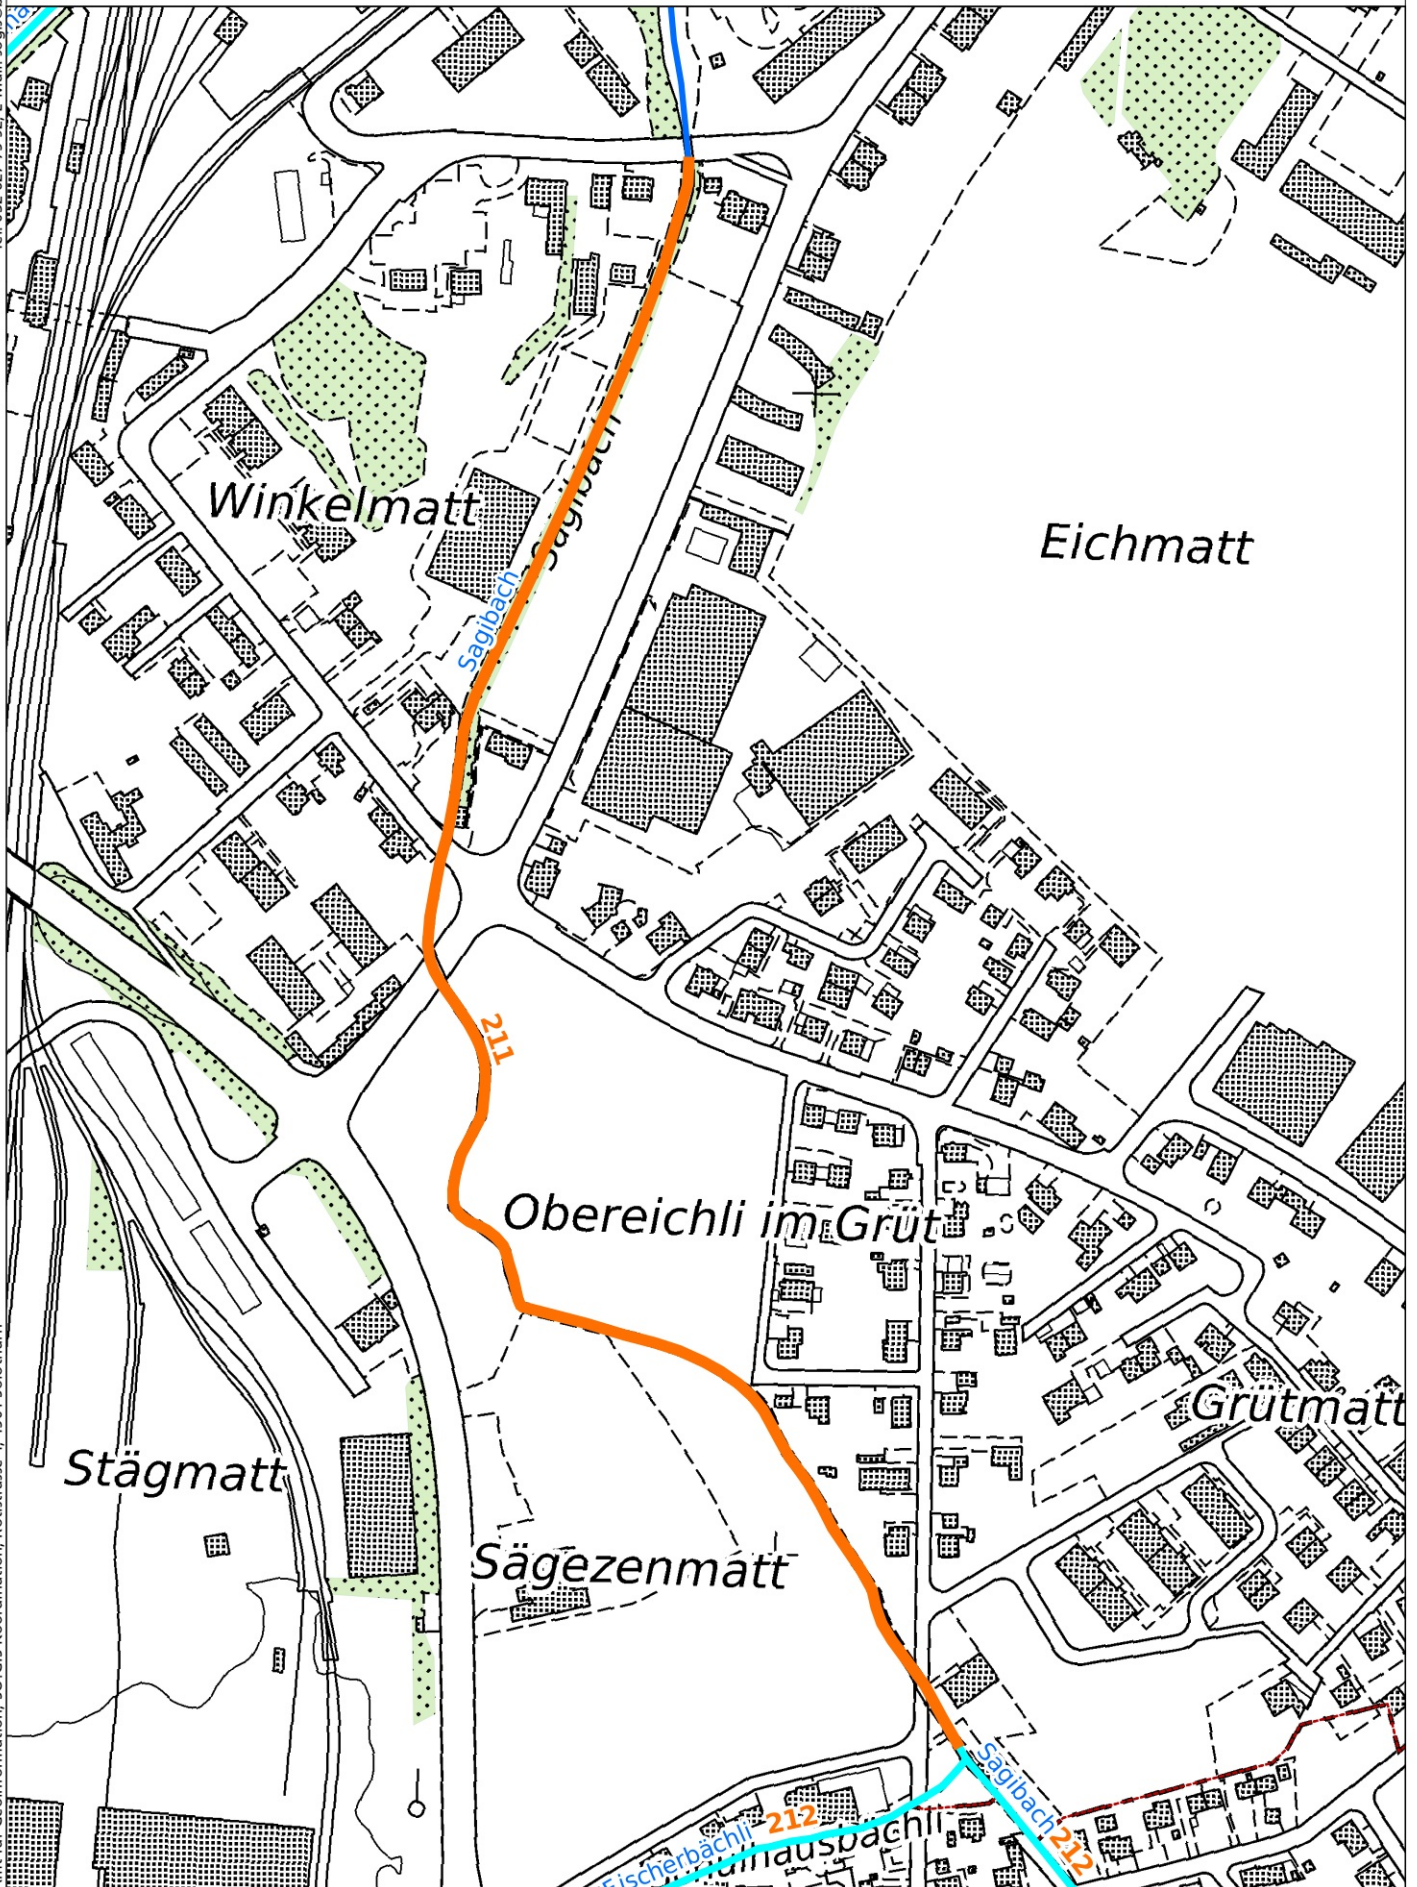 Sagibach
Winkelmatt
Eichmatt
Sagibach
211
Obereichli im Grüt
Grütmatt
Stägmatt
Sägezenmatt
Sagibach
212
212
Fischerbächli